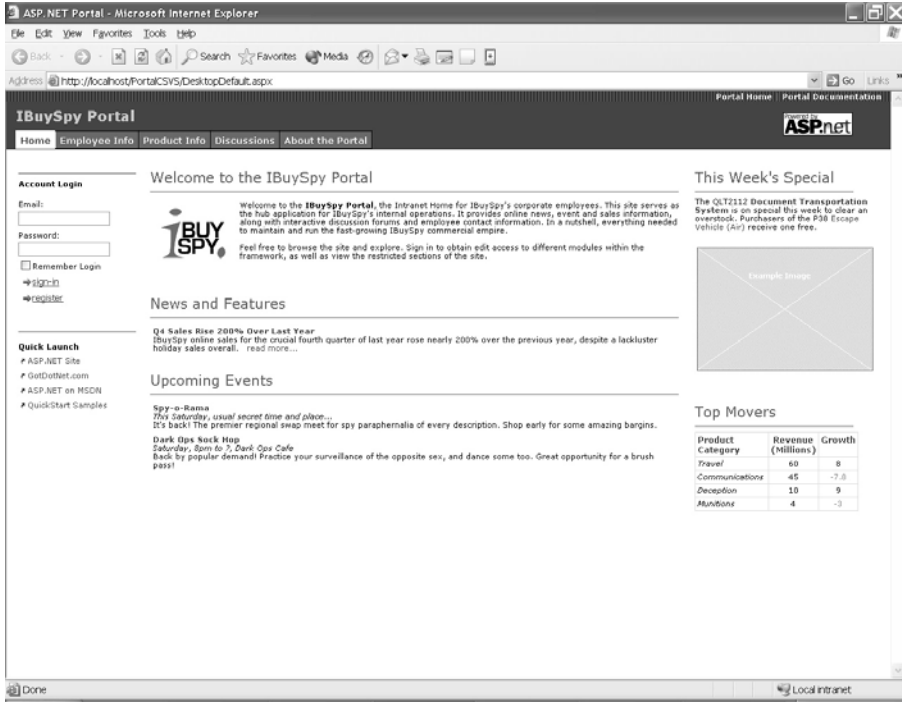 ASP.NET Portal - Microsoft Internet Explorer
File Edit View Favorites Tools Help
Back Search Favorites Media
Address http://localhost/PortalCSVS/DesktopDefault.aspx Go Links
Portal Home | Portal Documentation
IBuySpy Portal
Powered by
ASP.net
Home Employee Info Product Info Discussions About the Portal
Account Login
Email:
Password:
Remember Login
sign-in
register
Quick Launch
ASP.NET Site
GotDotNet.com
ASP.NET on MSDN
QuickStart Samples
Welcome to the IBuySpy Portal
iBUY
SPY.
Welcome to the IBuySpy Portal, the Intranet Home for IBuySpy's corporate employees. This site serves as
the hub application for IBuySpy's internal operations. It provides online news, event and sales information,
along with interactive discussion forums and employee contact information. In a nutshell, everything needed
to maintain and run the fast-growing IBuySpy commercial empire.
Feel free to browse the site and explore. Sign in to obtain edit access to different modules within the
framework, as well as view the restricted sections of the site.
News and Features
Q4 Sales Rise 200% Over Last Year
IBuySpy online sales for the crucial fourth quarter of last year rose nearly 200% over the previous year, despite a lackluster
holiday sales overall. read more...
Upcoming Events
Spy-o-Rama
This Saturday, usual secret time and place...
It's back! The premier regional swap meet for spy paraphernalia of every description. Shop early for some amazing bargins.
Dark Ops Sock Hop
Saturday, 8pm to ?, Dark Ops Cafe
Back by popular demand! Practice your surveillance of the opposite sex, and dance some too. Great opportunity for a brush
pass!
This Week's Special
The QLT2112 Document Transportation
System is on special this week to clear an
overstock. Purchasers of the P38 Escape
Vehicle (Air) receive one free.
Example Image
Top Movers
Product Category Revenue (Millions) Growth
Travel 60 8
Communications 45 -7.8
Deception 10 9
Munitions 4 -3
Done Local intranet